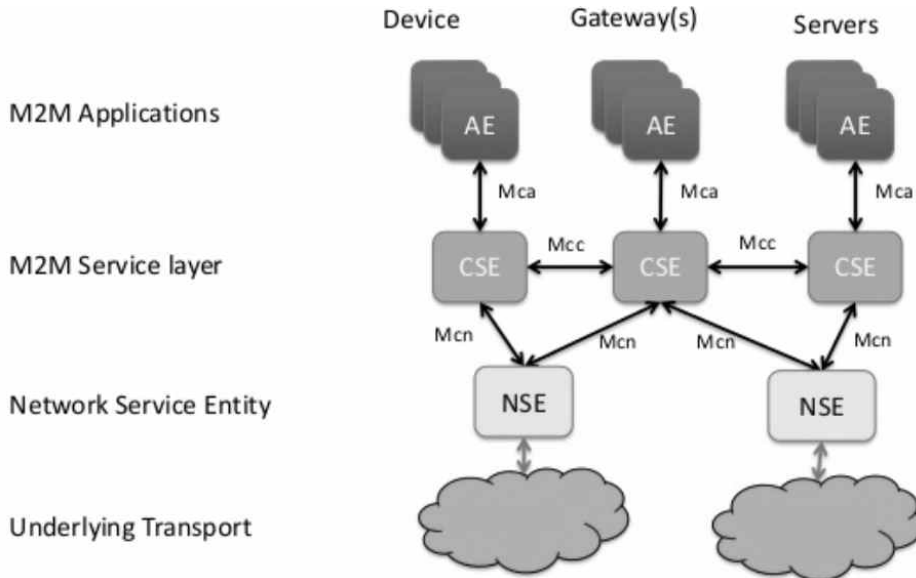 Device Gateway(s) Servers
M2M Applications AE AE AE
Mca Mca Mca
M2M Service layer CSE Mcc CSE Mcc CSE
Mcn Mcn Mcn Mcn
Network Service Entity NSE NSE
Underlying Transport